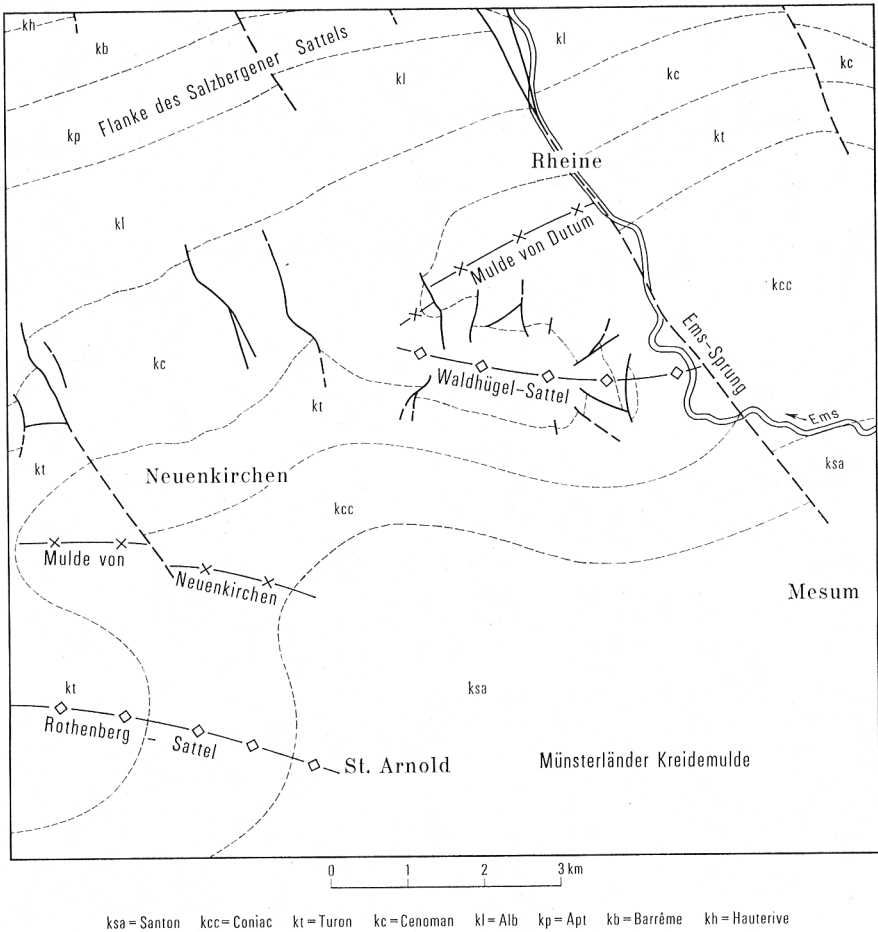 kh
kb
Flanke des Salzbergener Sattels
kl
kl
kc
kc
kp
kt
Rheine
kl
Mulde von Dutum
kcc
Ems-Sprung
kc
Waldhügel-Sattel
kt
Ems
kt
Neuenkirchen
ksa
kcc
Mulde von
Neuenkirchen
Mesum
kt
ksa
Rothenberg - Sattel
St. Arnold
Münsterländer Kreidemulde
0 1 2 3 km
ksa = Santon kcc = Coniac kt = Turon kc = Cenoman kl = Alb kp = Apt kb = Barrême kh = Hauterive